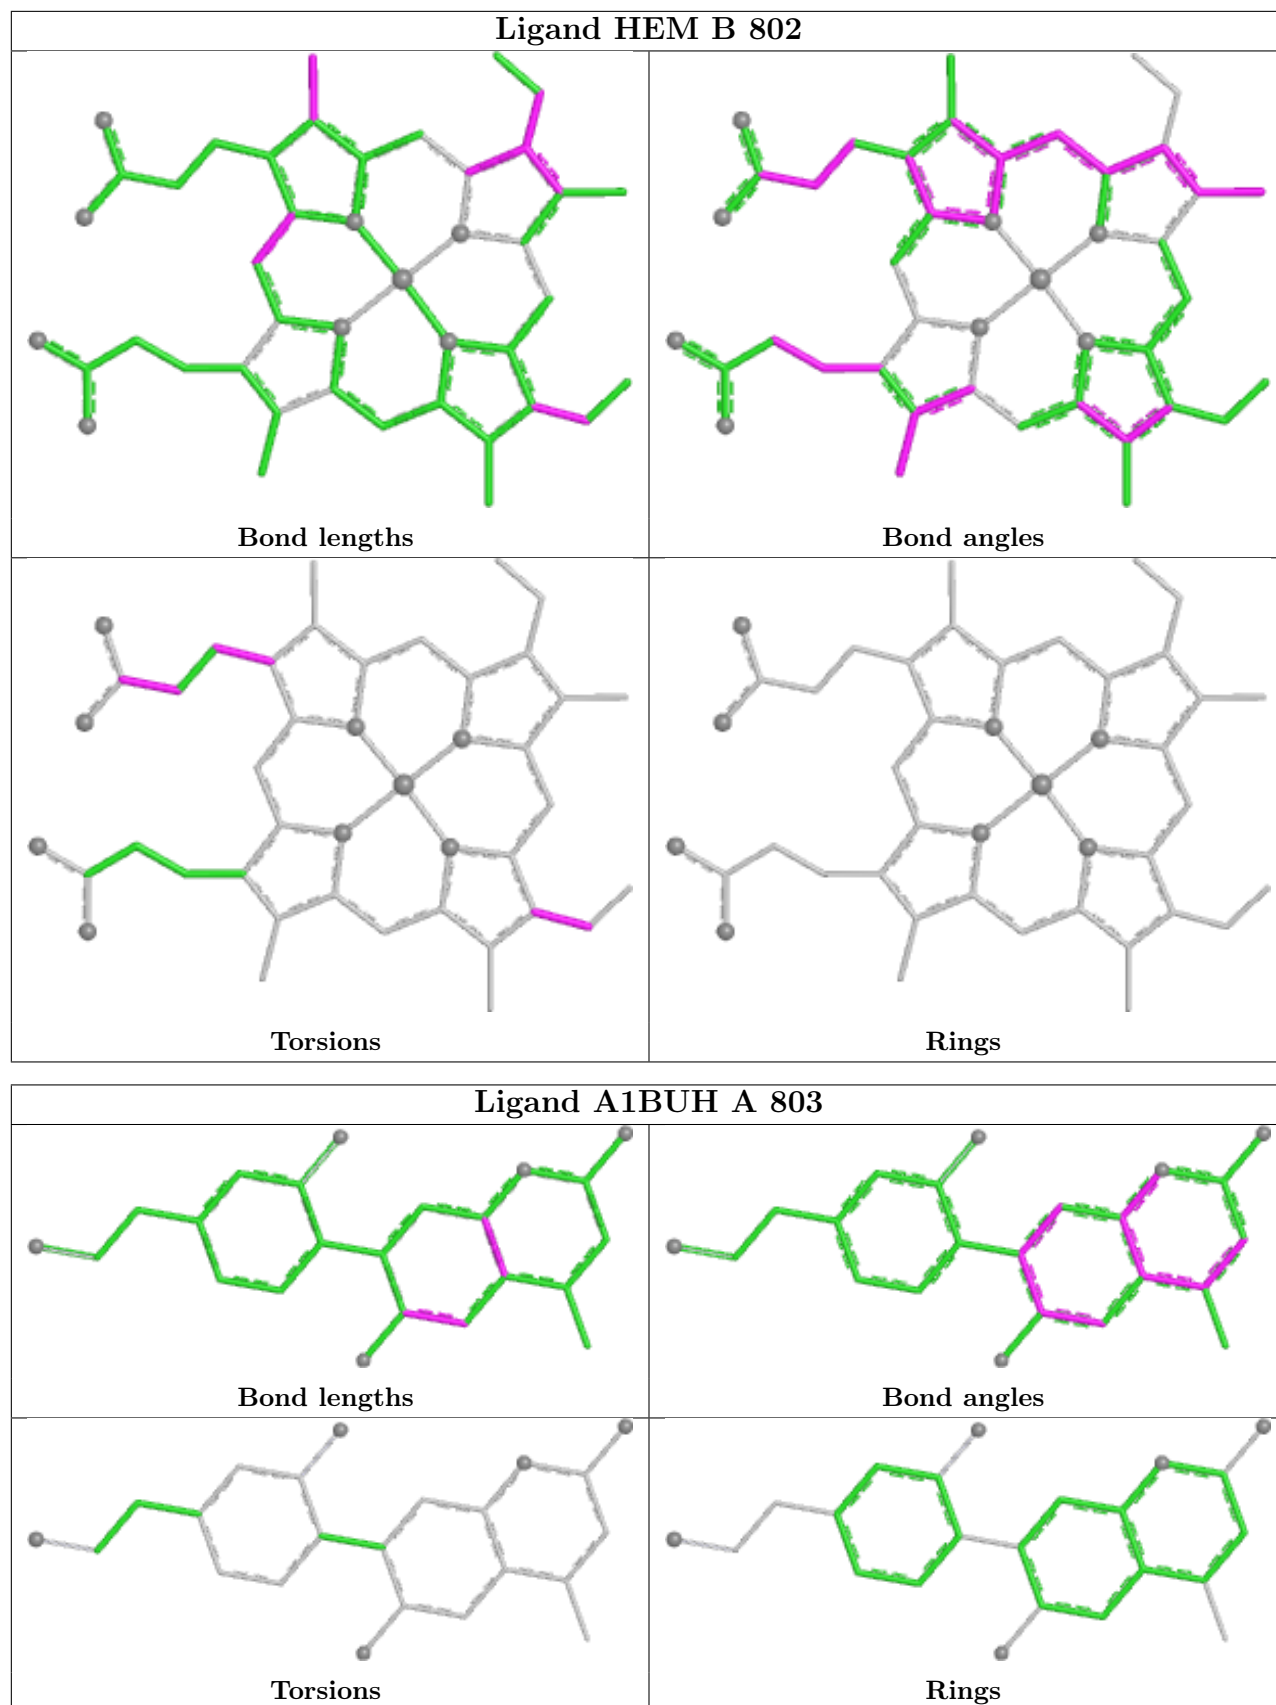 Ligand HEM B 802
Bond lengths
Bond angles
Torsions
Rings
Ligand A1BUH A 803
Bond lengths
Bond angles
Torsions
Rings